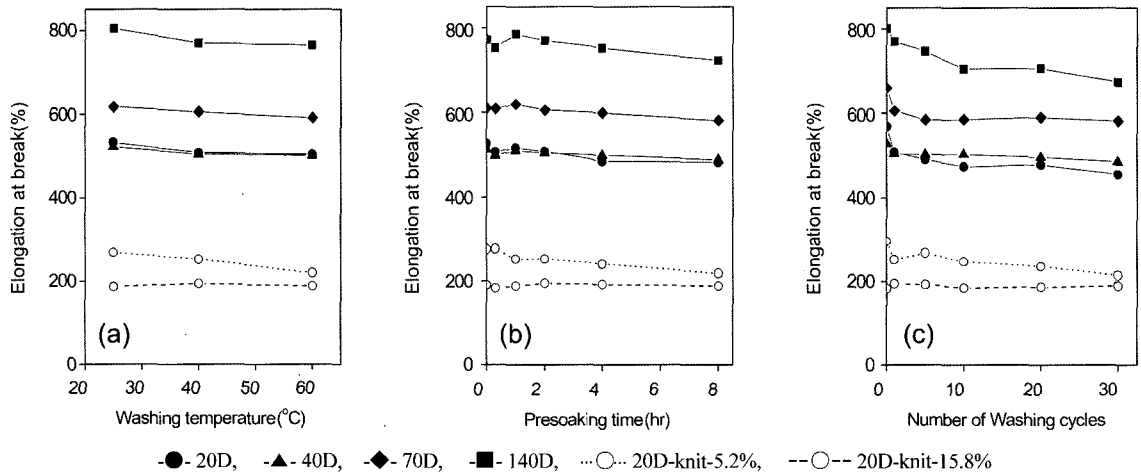 Elongation at break(%)
800
600
400
200
0
(a)
20 30 40 50 60
Washing temperature(°C)
Elongation at break(%)
800
600
400
200
0
(b)
0 2 4 6 8
Presoaking time(hr)
Elongation at break(%)
800
600
400
200
0
(c)
0 10 20 30
Number of Washing cycles
20D, 40D, 70D, 140D, 20D-knit-5.2%, 20D-knit-15.8%